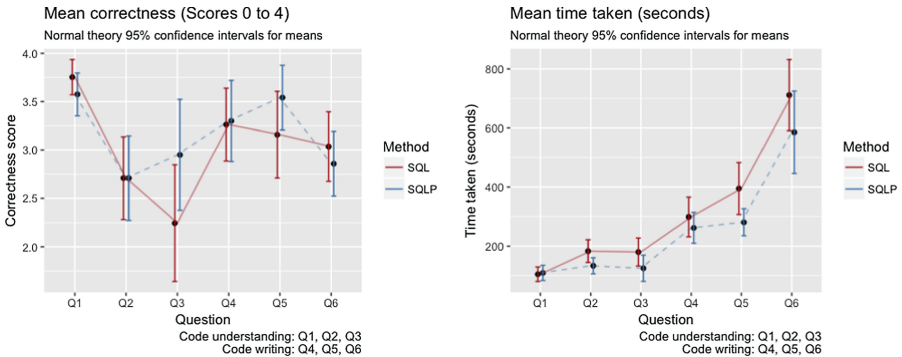 Mean correctness (Scores 0 to 4)
Normal theory 95% confidence intervals for means
4.0
3.5
3.0
2.5
2.0
Correctness score
Q1 Q2 Q3 Q4 Q5 Q6
Question
Code understanding: Q1, Q2, Q3
Code writing: Q4, Q5, Q6
Method
SQL
SQLP
Mean time taken (seconds)
Normal theory 95% confidence intervals for means
800
600
400
200
Time taken (seconds)
Q1 Q2 Q3 Q4 Q5 Q6
Question
Code understanding: Q1, Q2, Q3
Code writing: Q4, Q5, Q6
Method
SQL
SQLP